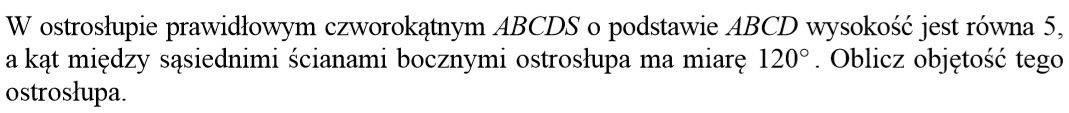 W ostrosłupie prawidłowym czworokątnym ABCDS o podstawie ABCD wysokość jest równa 5,
a kąt między sąsiednimi ścianami bocznymi ostrosłupa ma miarę 120°. Oblicz objętość tego
ostrosłupa.